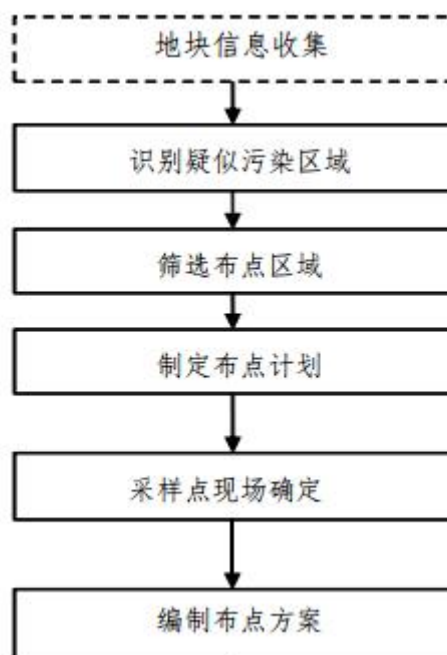 地块信息收集
识别疑似污染区域
筛选布点区域
制定布点计划
采样点现场确定
编制布点方案